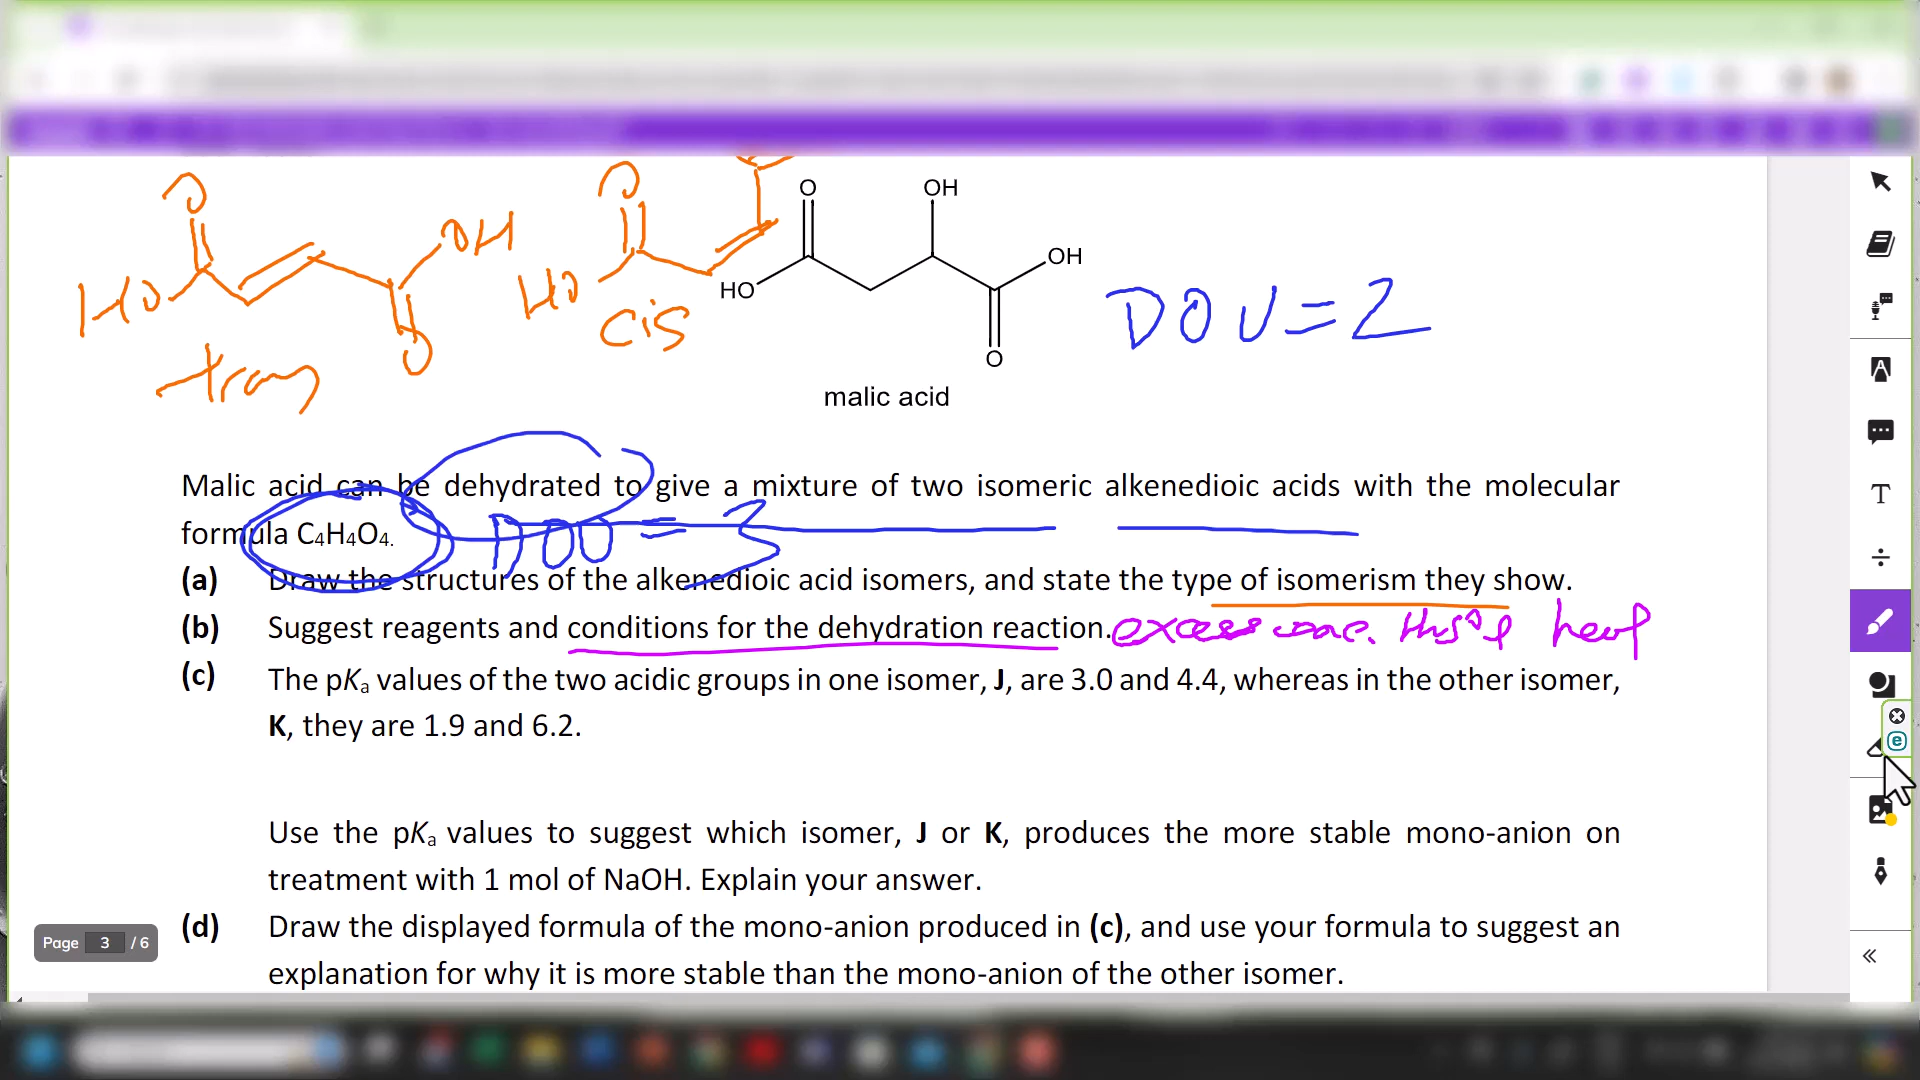 O
OH
HO
OH
O
malic acid
O
HO
OH
O
trans
O
HO
cis
DOU = 2
Malic acid can be dehydrated to give a mixture of two isomeric alkenedioic acids with the molecular
formula C₄H₄O₄.
DOU = 3
(a) Draw the structures of the alkenedioic acid isomers, and state the type of isomerism they show.
(b) Suggest reagents and conditions for the dehydration reaction. excess conc. heat
(c) The pKₐ values of the two acidic groups in one isomer, J, are 3.0 and 4.4, whereas in the other isomer,
K, they are 1.9 and 6.2.
Use the pKₐ values to suggest which isomer, J or K, produces the more stable mono-anion on
treatment with 1 mol of NaOH. Explain your answer.
(d) Draw the displayed formula of the mono-anion produced in (c), and use your formula to suggest an
explanation for why it is more stable than the mono-anion of the other isomer.
Page 3 / 6